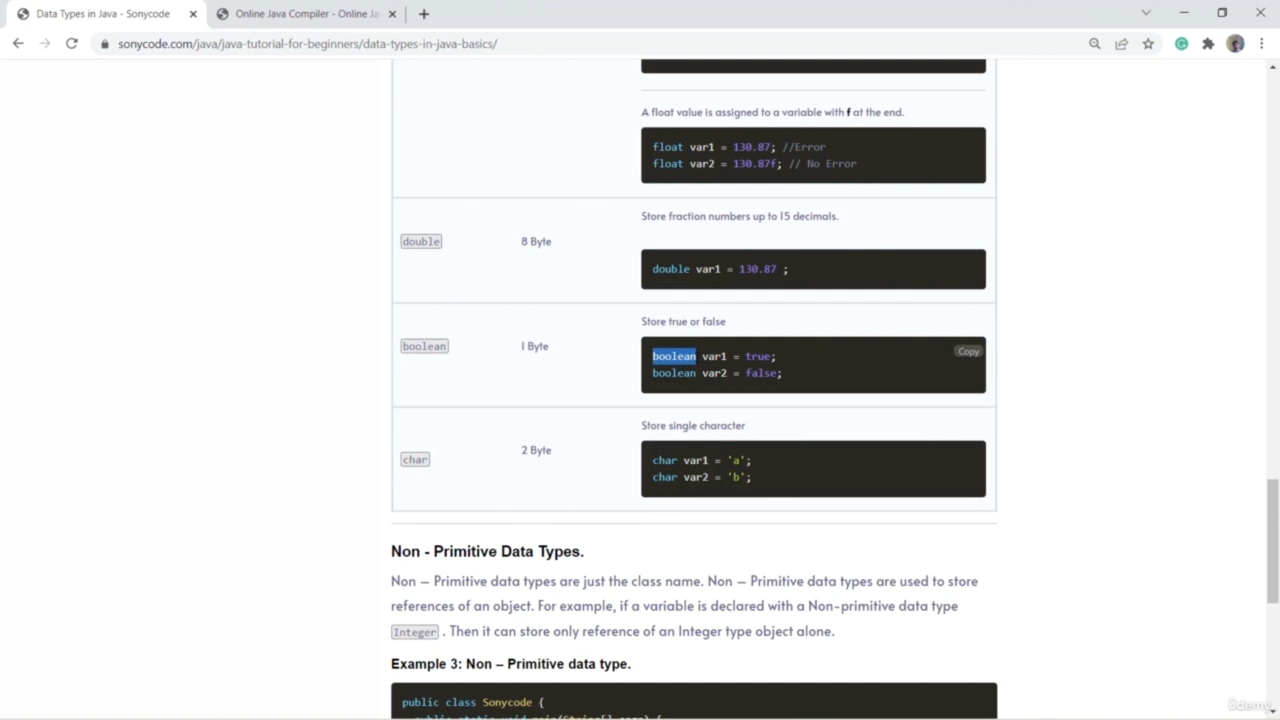 Data Types in Java - Sonycode
Online Java Compiler - Online Ja
sonycode.com/java/java-tutorial-for-beginners/data-types-in-java-basics/
A float value is assigned to a variable with f at the end.
float var1 = 130.87; //Error
float var2 = 130.87f; // No Error
Store fraction numbers up to 15 decimals.
double
8 Byte
double var1 = 130.87 ;
Store true or false
boolean
1 Byte
boolean var1 = true;
Copy
boolean var2 = false;
Store single character
char
2 Byte
char var1 = 'a';
char var2 = 'b';
Non - Primitive Data Types.
Non – Primitive data types are just the class name. Non – Primitive data types are used to store
references of an object. For example, if a variable is declared with a Non-primitive data type
Integer . Then it can store only reference of an Integer type object alone.
Example 3: Non – Primitive data type.
public class Sonycode {
public static void main(String[] args) {
ûdemy